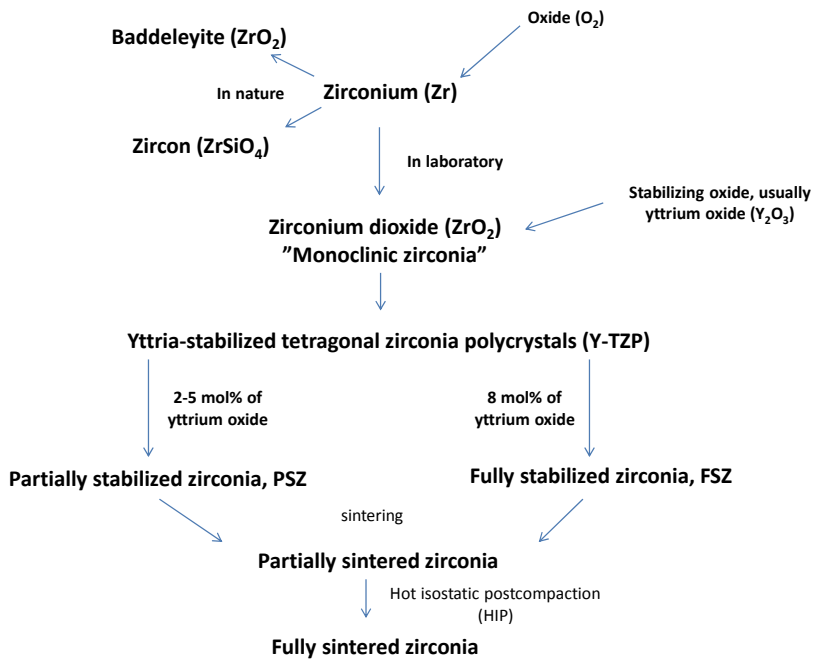 Oxide (O₂)
Baddeleyite (ZrO₂)
In nature
Zirconium (Zr)
Zircon (ZrSiO₄)
In laboratory
Stabilizing oxide, usually
yttrium oxide (Y₂O₃)
Zirconium dioxide (ZrO₂)
”Monoclinic zirconia”
Yttria-stabilized tetragonal zirconia polycrystals (Y-TZP)
2-5 mol% of
yttrium oxide
8 mol% of
yttrium oxide
Partially stabilized zirconia, PSZ
Fully stabilized zirconia, FSZ
sintering
Partially sintered zirconia
Hot isostatic postcompaction
(HIP)
Fully sintered zirconia